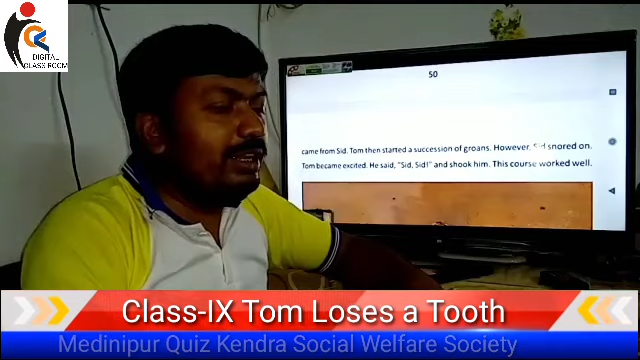 DIGITAL
CLASS ROOM
50
came from Sid. Tom then started a succession of groans. However, Sid snored on.
Tom became excited. He said, "Sid, Sid!" and shook him. This course worked well.
Class-IX Tom Loses a Tooth
Medinipur Quiz Kendra Social Welfare Society